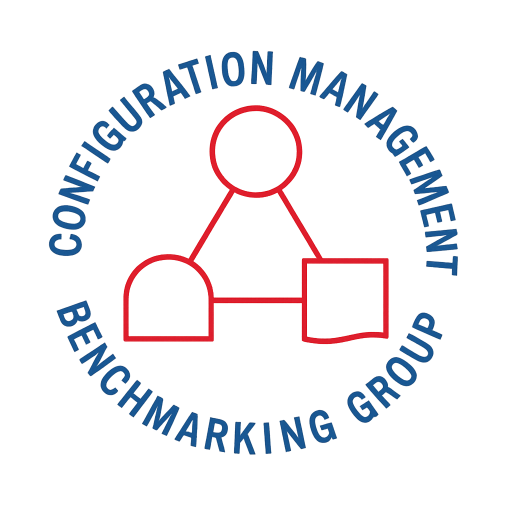 CONFIGURATION MANAGEMENT
BENCHMARKING GROUP